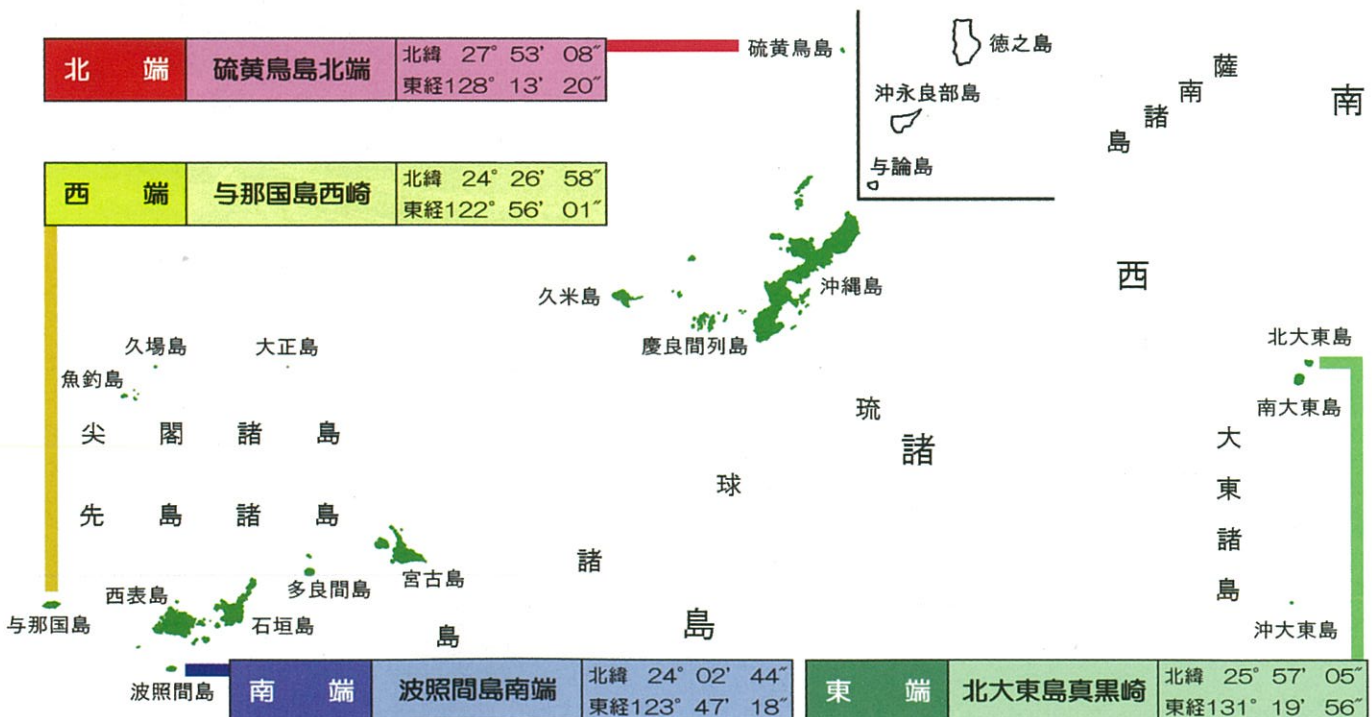 北端 硫黄鳥島北端 北緯 27° 53′ 08″
東経128° 13′ 20″
硫黄鳥島
徳之島
沖永良部島
与論島
薩南諸島
西端 与那国島西崎 北緯 24° 26′ 58″
東経122° 56′ 01″
南西諸島
沖縄島
久米島
慶良間列島
久場島
大正島
魚釣島
尖閣諸島
先島諸島
琉球諸島
北大東島
南大東島
大東諸島
沖大東島
宮古島
多良間島
西表島
石垣島
与那国島
波照間島
南端 波照間島南端 北緯 24° 02′ 44″
東経123° 47′ 18″
東端 北大東島真黒崎 北緯 25° 57′ 05″
東経131° 19′ 56″